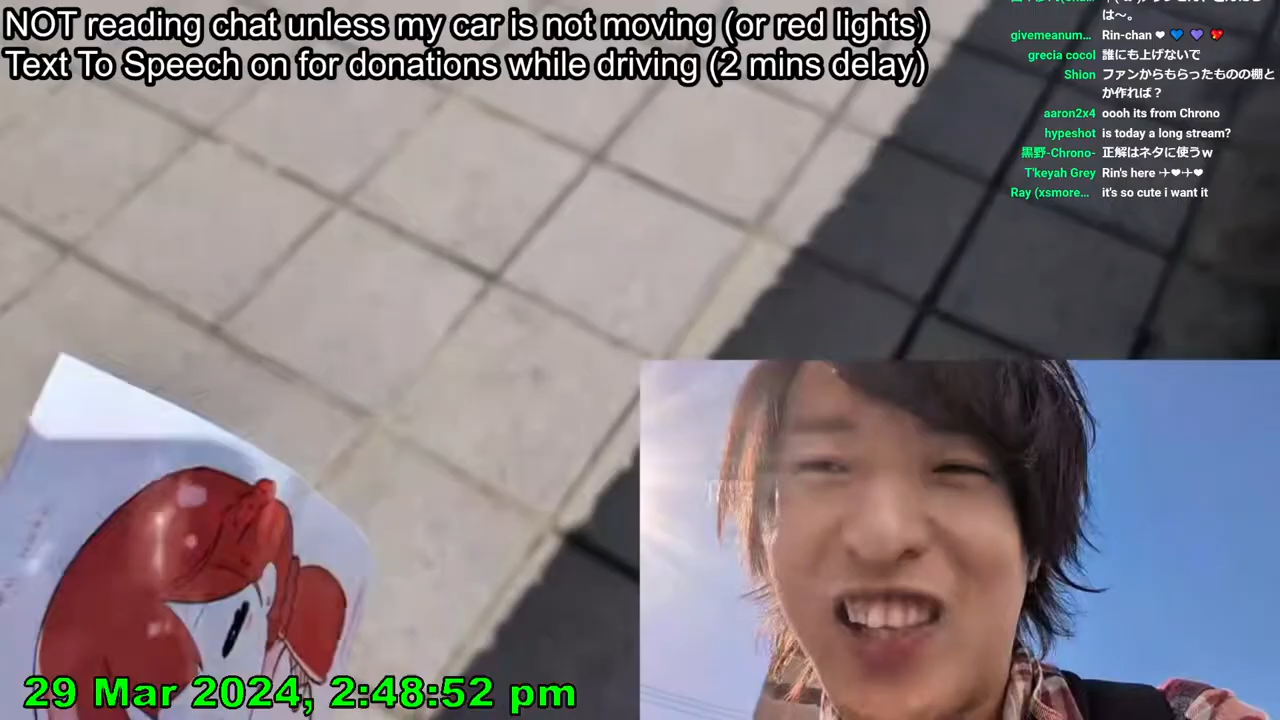 NOT reading chat unless my car is not moving (or red lights)
Text To Speech on for donations while driving (2 mins delay)
は〜。
givemeanum... Rin-chan ❤ 💙 💜 ❤️‍🔥
grecia cocol 誰にも上げないで
Shion ファンからもらったものの棚と
か作れば？
aaron2x4 oooh its from Chrono
hypeshot is today a long stream?
黒野-Chrono- 正解はネタに使うw
T'keyah Grey Rin's here ✈❤✈❤
Ray (xsmore... it's so cute i want it
29 Mar 2024, 2:48:52 pm